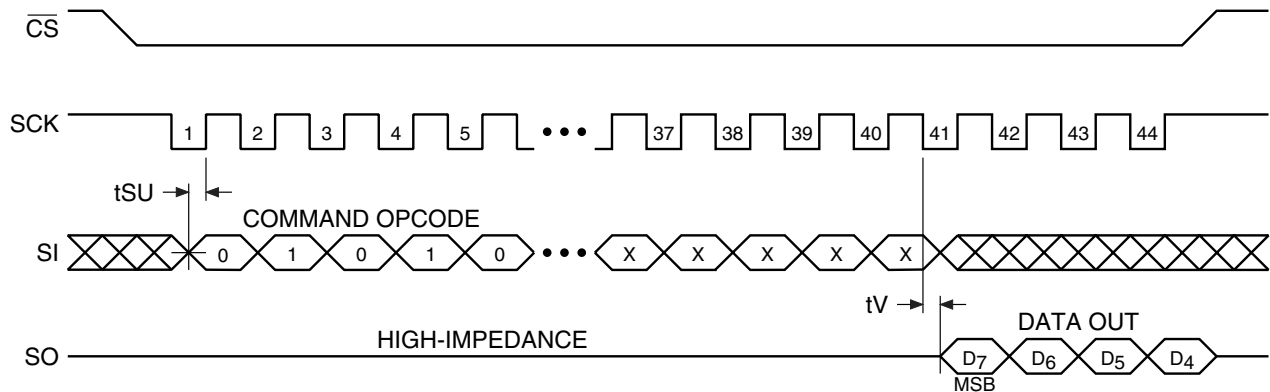 CS
SCK
1 2 3 4 5 ••• 37 38 39 40 41 42 43 44
tSU
COMMAND OPCODE
SI
0 1 0 1 0 ••• X X X X X
tV
HIGH-IMPEDANCE
DATA OUT
SO
D7 D6 D5 D4
MSB